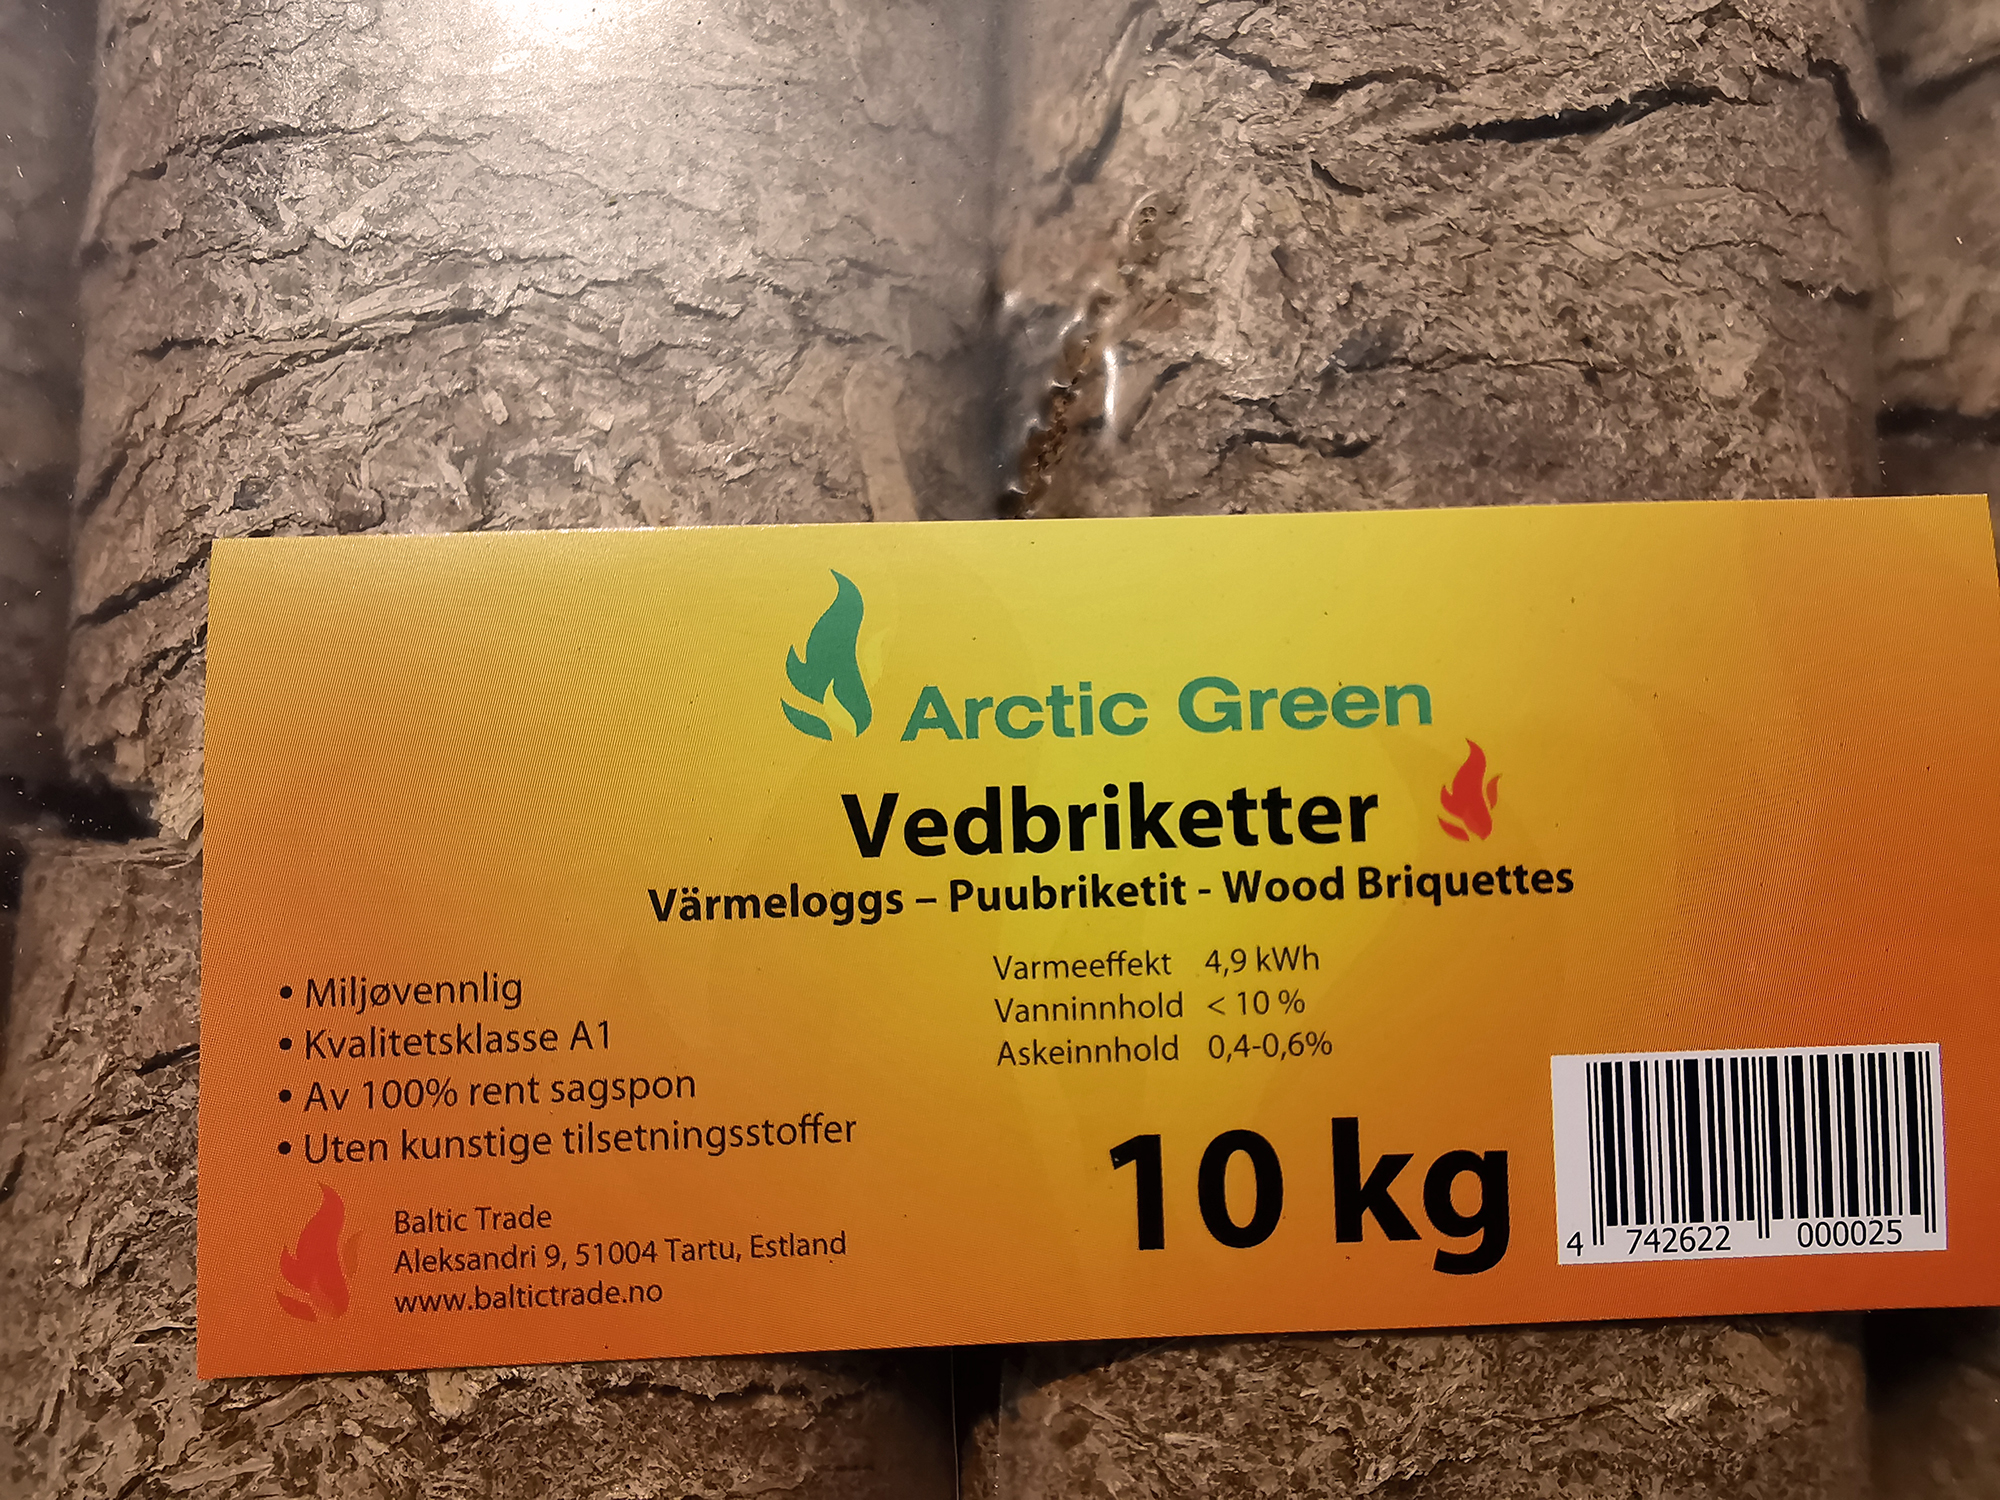 Arctic Green
Vedbriketter
Värmeloggs – Puubriketit - Wood Briquettes
• Miljøvennlig
• Kvalitetsklasse A1
• Av 100% rent sagspon
• Uten kunstige tilsetningsstoffer
Varmeeffekt 4,9 kWh
Vanninnhold < 10 %
Askeinnhold 0,4-0,6%
Baltic Trade
Aleksandri 9, 51004 Tartu, Estland
www.baltictrade.no
10 kg
4 742622 000025